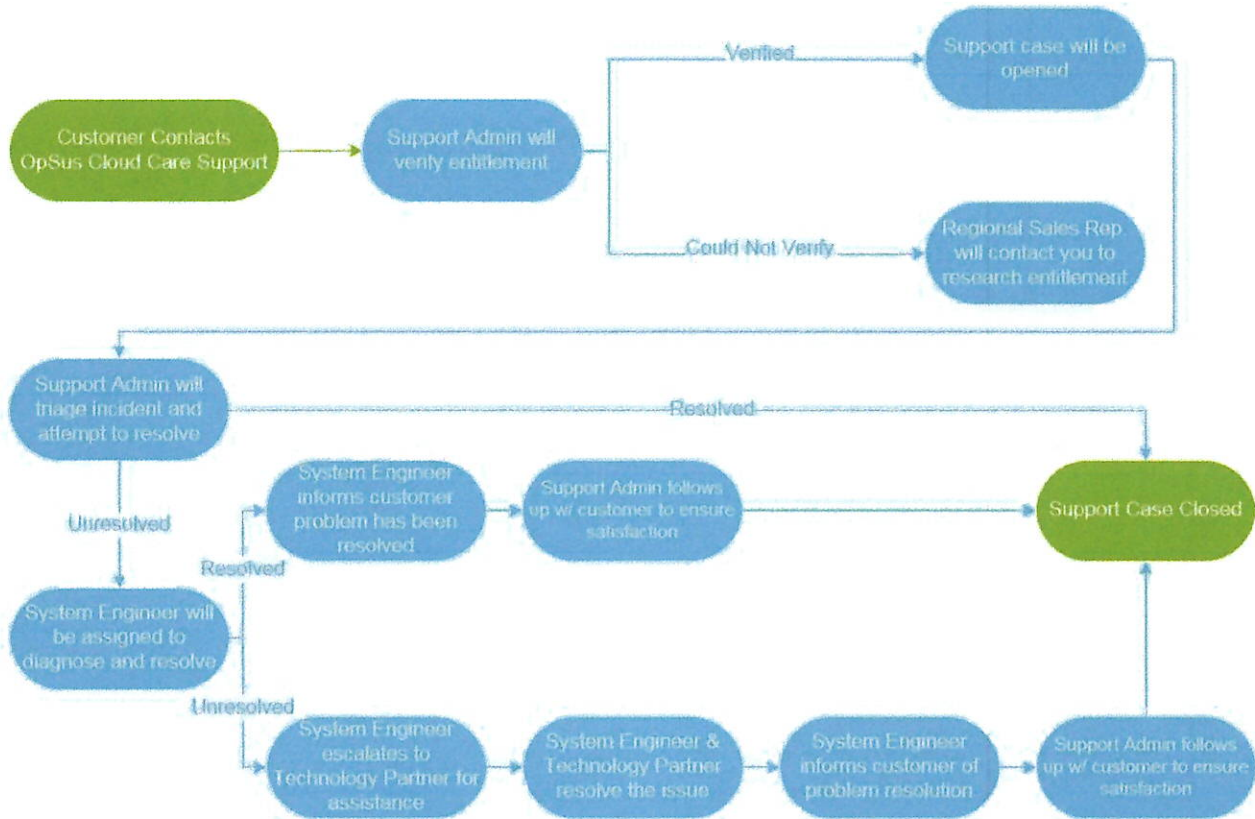 Verified
Support case will be
opened
Customer Contacts
OpSus Cloud Care Support
Support Admin will
verify entitlement
Could Not Verify
Regional Sales Rep.
will contact you to
research entitlement
Support Admin will
triage incident and
attempt to resolve
Resolved
Unresolved
System Engineer
informs customer
problem has been
resolved
Support Admin follows
up w/ customer to ensure
satisfaction
Support Case Closed
Resolved
System Engineer will
be assigned to
diagnose and resolve
Unresolved
System Engineer
escalates to
Technology Partner for
assistance
System Engineer &
Technology Partner
resolve the issue
System Engineer
informs customer of
problem resolution
Support Admin follows
up w/ customer to ensure
satisfaction